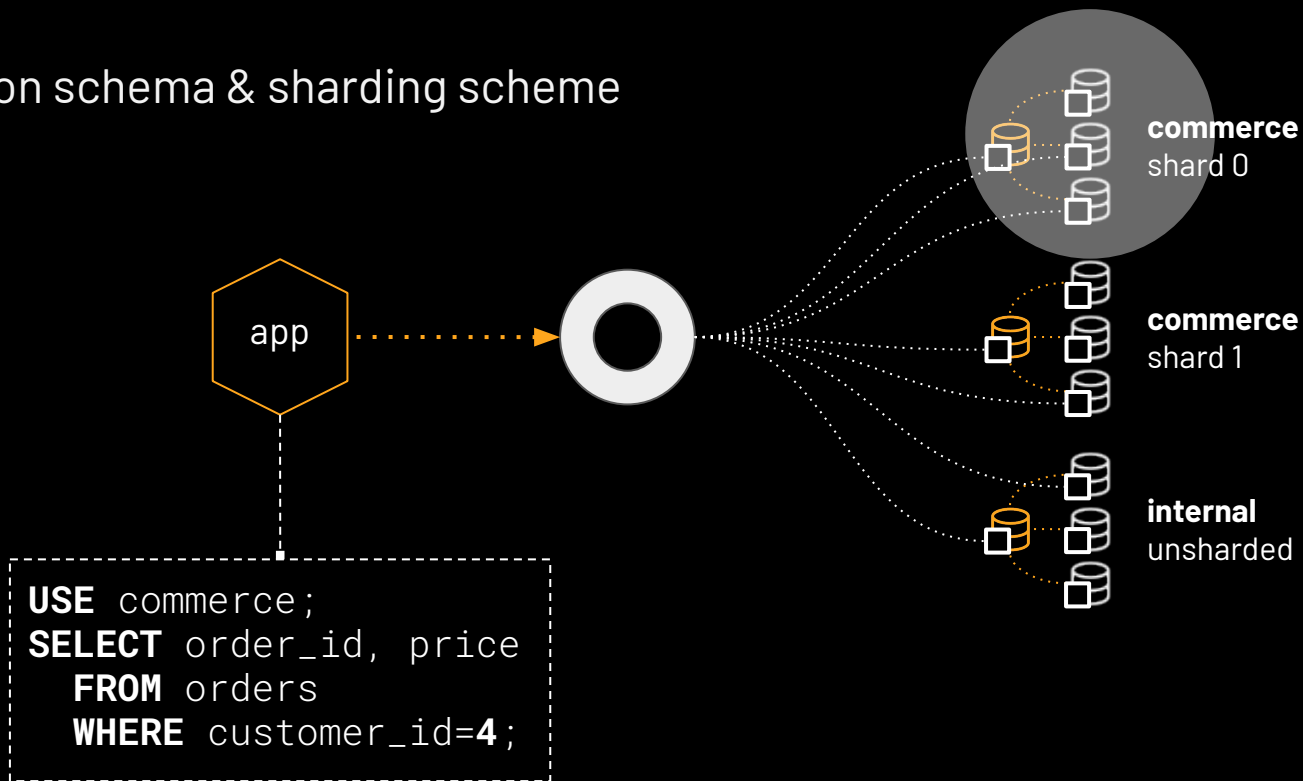 on schema & sharding scheme
commerce
shard 0
app
commerce
shard 1
internal
unsharded
USE commerce;
SELECT order_id, price
FROM orders
WHERE customer_id=4;